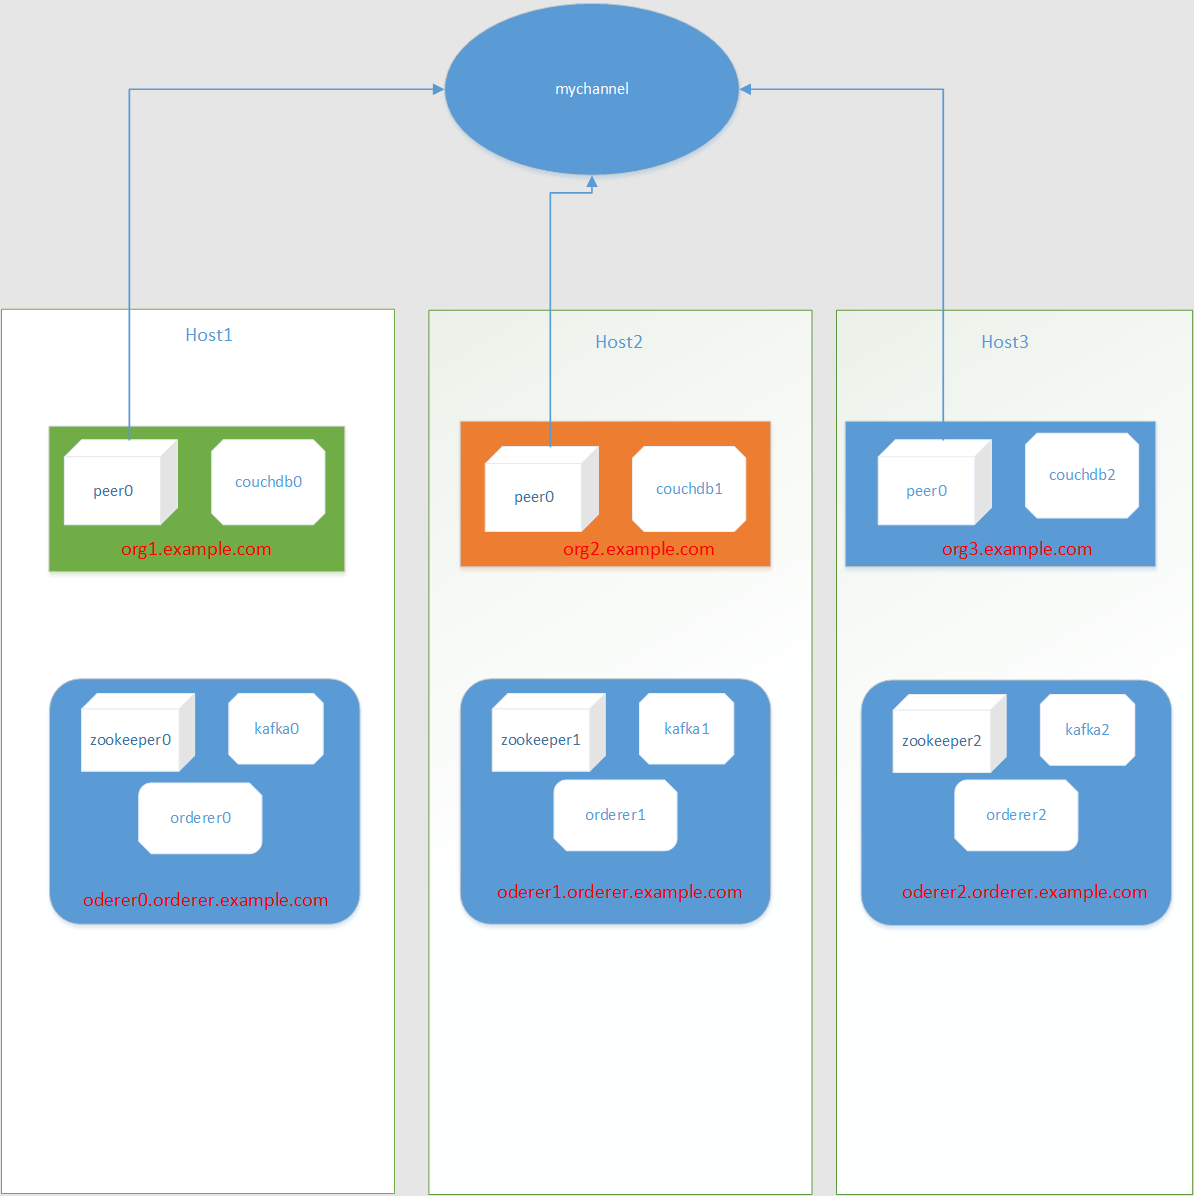 mychannel
Host1
Host2
Host3
peer0
couchdb0
org1.example.com
peer0
couchdb1
org2.example.com
peer0
couchdb2
org3.example.com
zookeeper0
kafka0
orderer0
oderer0.orderer.example.com
zookeeper1
kafka1
orderer1
oderer1.orderer.example.com
zookeeper2
kafka2
orderer2
oderer2.orderer.example.com